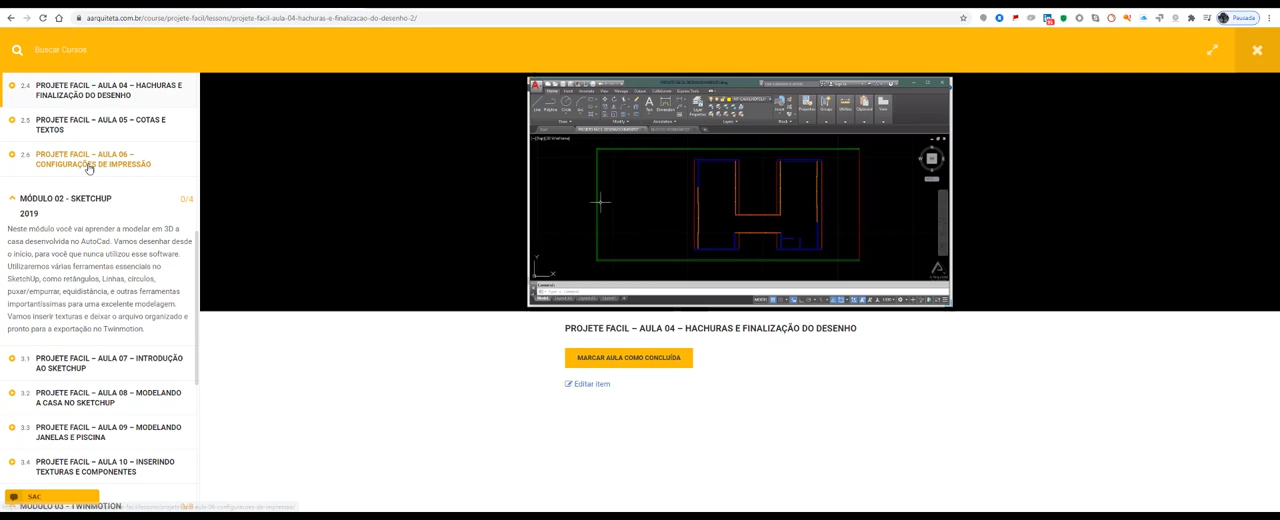 aarquiteta.com.br/course/projete-facil/lessons/projete-facil-aula-04-hachuras-e-finalizacao-do-desenho-2/
Pausada
Buscar Cursos
2.4 PROJETE FACIL – AULA 04 – HACHURAS E
FINALIZAÇÃO DO DESENHO
2.5 PROJETE FACIL – AULA 05 – COTAS E
TEXTOS
2.6 PROJETE FACIL – AULA 06 –
CONFIGURAÇÕES DE IMPRESSÃO
MÓDULO 02 - SKETCHUP 0/4
2019
Neste módulo você vai aprender a modelar em 3D a
casa desenvolvida no AutoCad. Vamos desenhar desde
o início, para você que nunca utilizou esse software.
Utilizaremos várias ferramentas essenciais no
SketchUp, como retângulos, Linhas, círculos,
puxar/empurrar, equidistância, e outras ferramentas
importantíssimas para uma excelente modelagem.
Vamos inserir texturas e deixar o arquivo organizado e
pronto para a exportação no Twinmotion.
3.1 PROJETE FACIL – AULA 07 – INTRODUÇÃO
AO SKETCHUP
3.2 PROJETE FACIL – AULA 08 – MODELANDO
A CASA NO SKETCHUP
3.3 PROJETE FACIL – AULA 09 – MODELANDO
JANELAS E PISCINA
3.4 PROJETE FACIL – AULA 10 – INSERINDO
TEXTURAS E COMPONENTES
SAC
MÓDULO 03 - TWINMOTION
PROJETE FACIL – AULA 04 – HACHURAS E FINALIZAÇÃO DO DESENHO
MARCAR AULA COMO CONCLUÍDA
Editar item